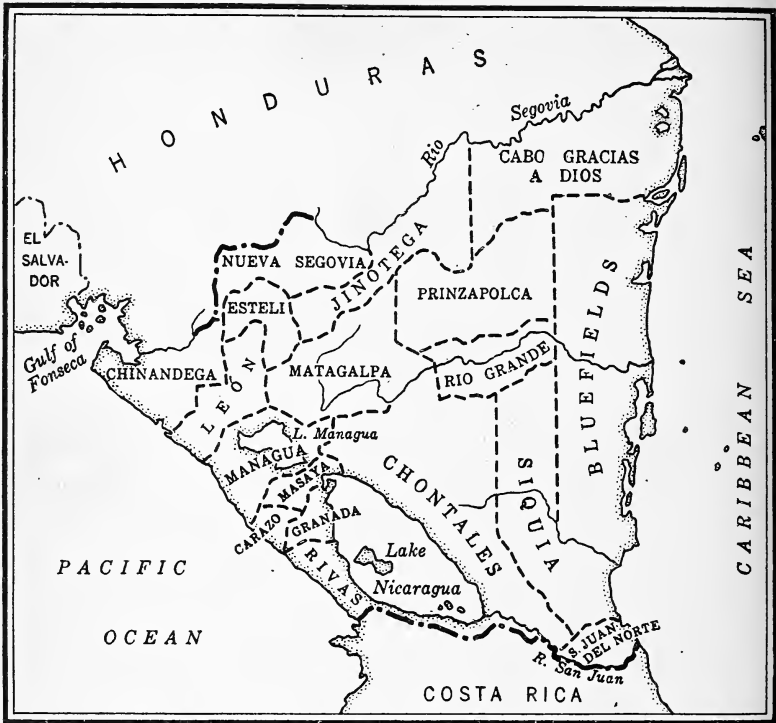 HONDURAS
Rio Segovia
CABO GRACIAS
A DIOS
EL
SALVA-
DOR
NUEVA SEGOVIA
JINOTEGA
PRINZAPOLCA
ESTELI
Gulf of
Fonseca
CHINANDEGA
LEÓN
MATAGALPA
RIO GRANDE
BLUEFIELDS
CARIBBEAN SEA
L. Managua
MANAGUA
MASAYA
CHONTALES
SIQUIA
CARAZO
GRANADA
RIVAS
Lake
Nicaragua
PACIFIC
OCEAN
S. JUAN
DEL NORTE
R. San Juan
COSTA RICA